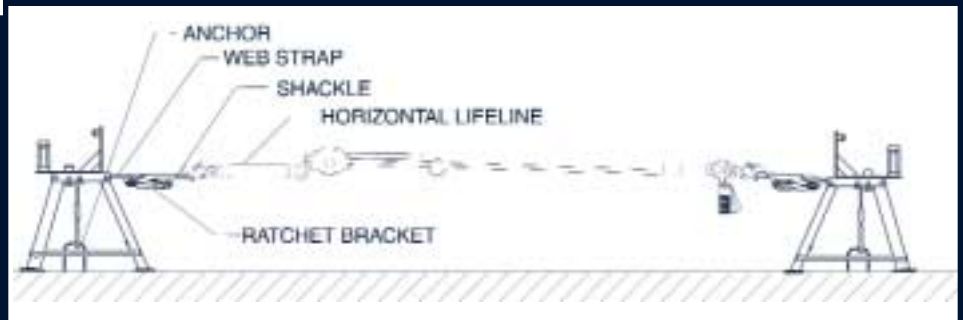 ANCHOR
WEB STRAP
SHACKLE
HORIZONTAL LIFELINE
RATCHET BRACKET